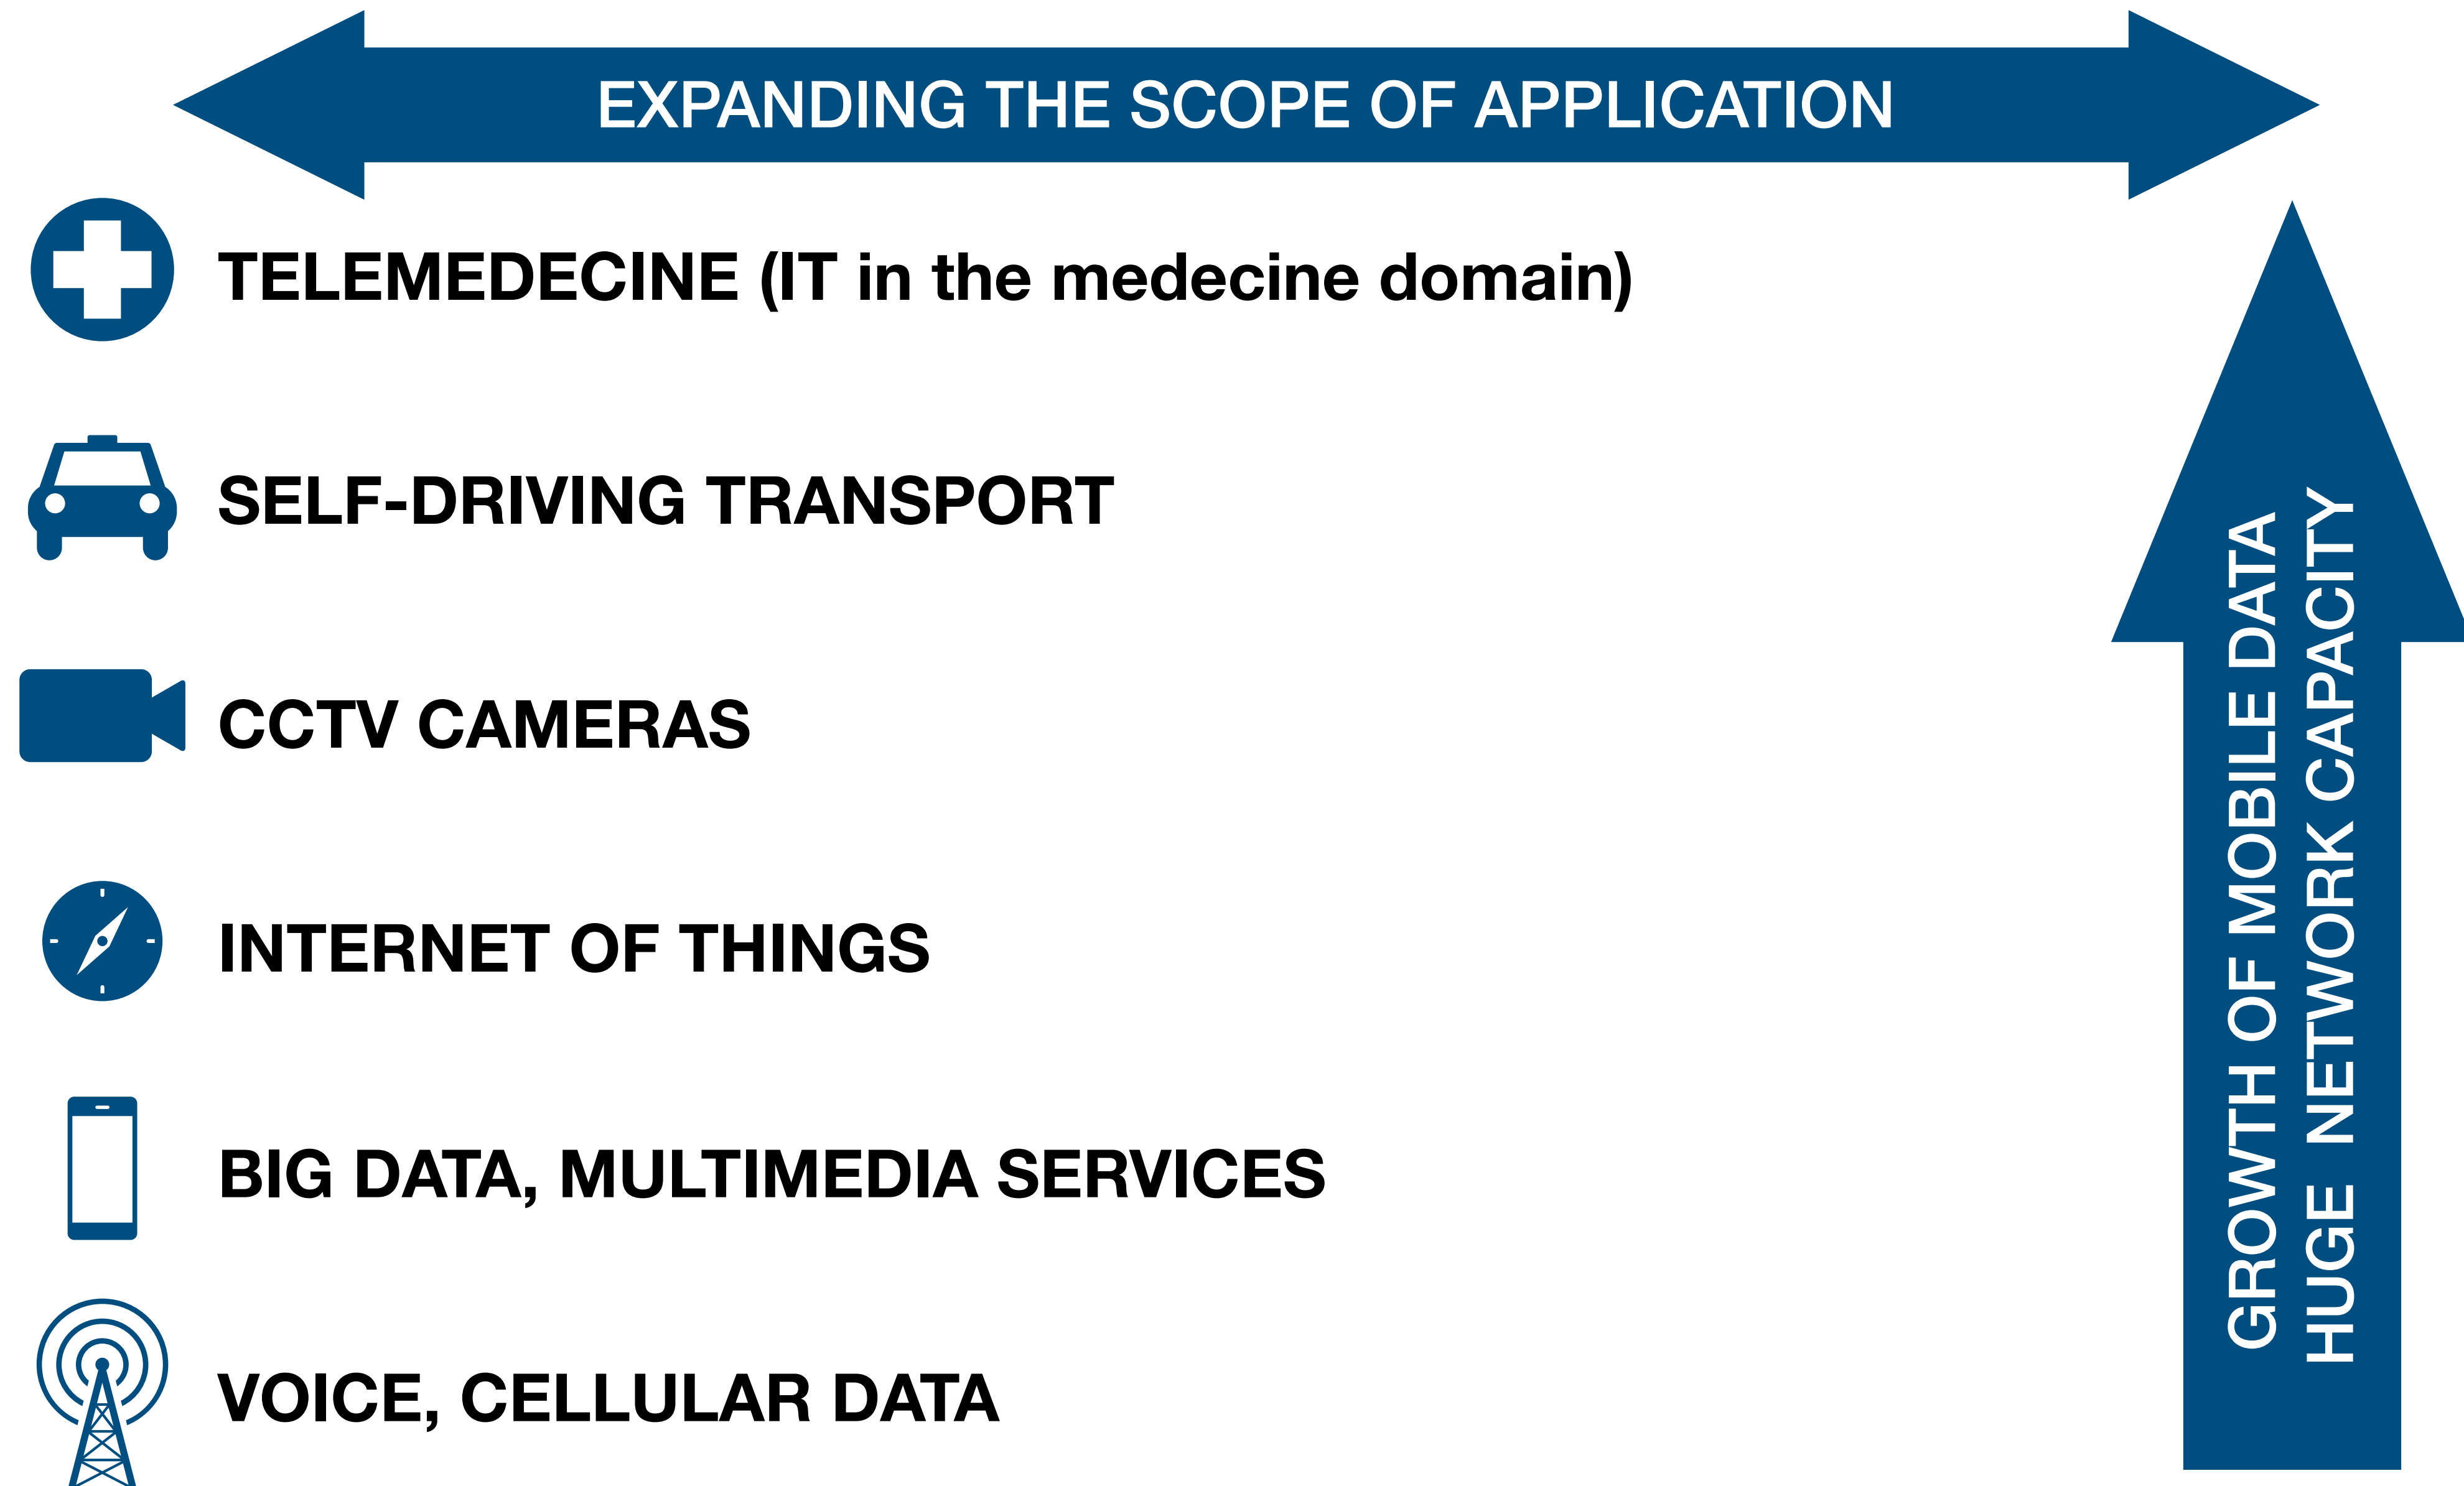 EXPANDING THE SCOPE OF APPLICATION
TELEMEDECINE (IT in the medecine domain)
SELF-DRIVING TRANSPORT
CCTV CAMERAS
INTERNET OF THINGS
BIG DATA, MULTIMEDIA SERVICES
VOICE, CELLULAR DATA
GROWTH OF MOBILE DATA
HUGE NETWORK CAPACITY